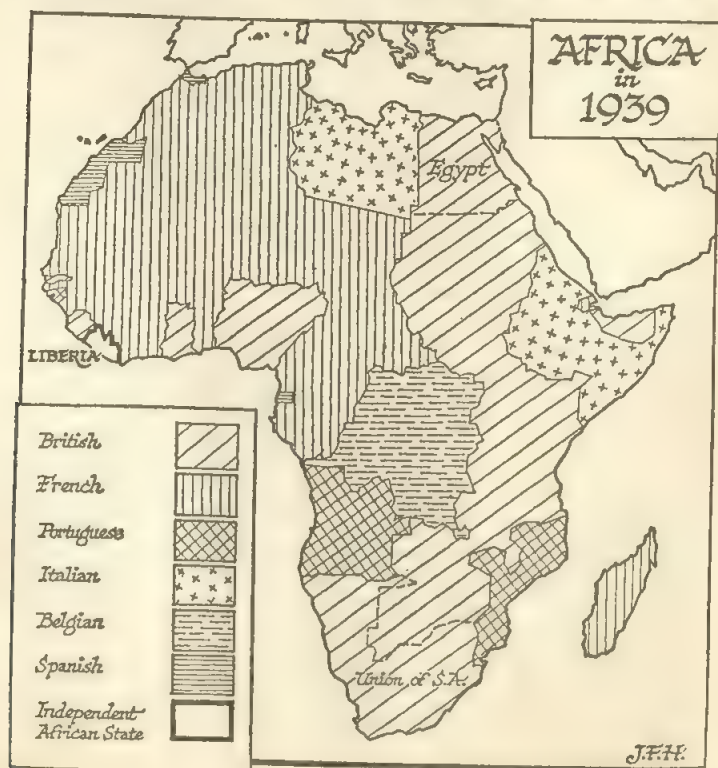 AFRICA
in
1939
Egypt
LIBERIA
British
French
Portuguese
Italian
Belgian
Spanish
Independent
African State
Union of S.A.
J.F.H.